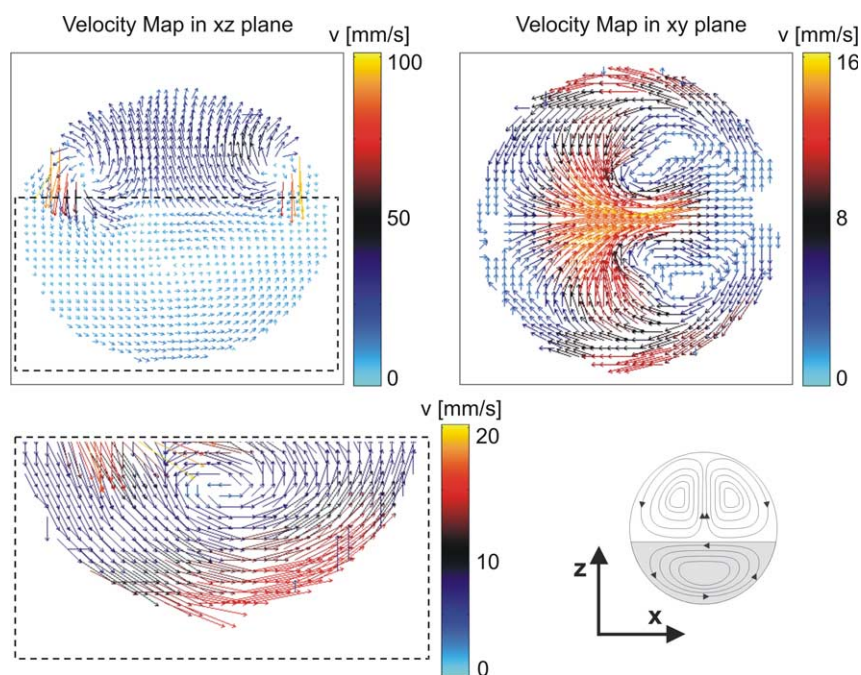 Velocity Map in xz plane
v [mm/s]
100
50
0
Velocity Map in xy plane
v [mm/s]
16
8
0
v [mm/s]
20
10
0
z
x